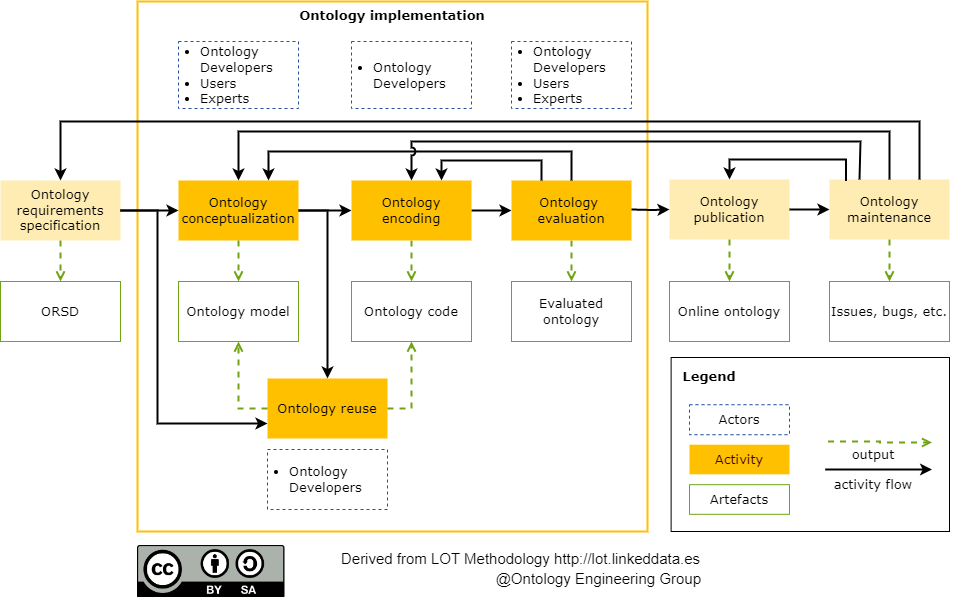 Ontology implementation
• Ontology
Developers
• Users
• Experts
• Ontology
Developers
• Ontology
Developers
• Users
• Experts
Ontology
requirements
specification
Ontology
conceptualization
Ontology
encoding
Ontology
evaluation
Ontology
publication
Ontology
maintenance
ORSD
Ontology model
Ontology code
Evaluated
ontology
Online ontology
Issues, bugs, etc.
Ontology reuse
• Ontology
Developers
Legend
Actors
Activity
Artefacts
output
activity flow
cc
BY SA
Derived from LOT Methodology http://lot.linkeddata.es
@Ontology Engineering Group